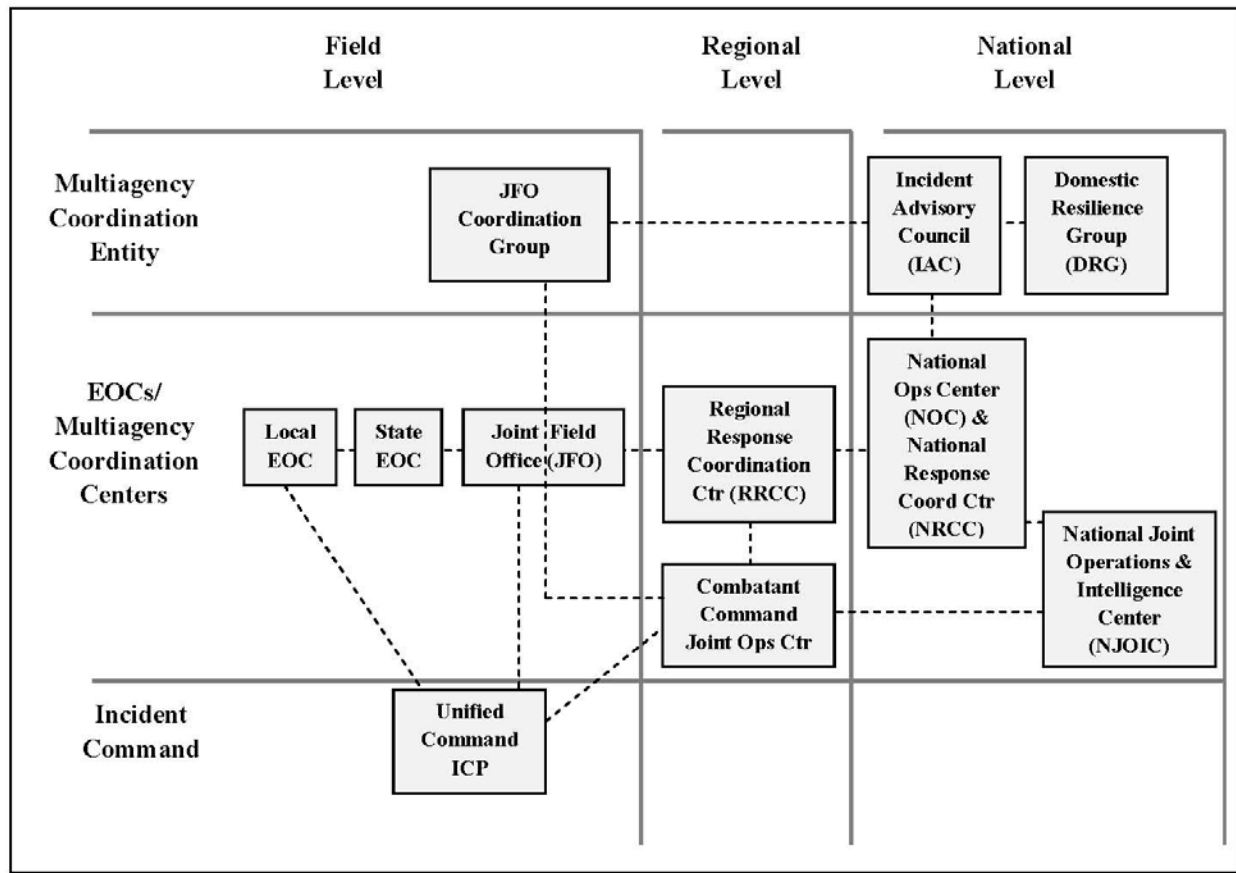 Field
Level
Regional
Level
National
Level
Multiagency
Coordination
Entity
JFO
Coordination
Group
Incident
Advisory
Council
(IAC)
Domestic
Resilience
Group
(DRG)
EOCs/
Multiagency
Coordination
Centers
Local
EOC
State
EOC
Joint Field
Office (JFO)
Regional
Response
Coordination
Ctr (RRCC)
National
Ops Center
(NOC) &
National
Response
Coord Ctr
(NRCC)
Combatant
Command
Joint Ops Ctr
National Joint
Operations &
Intelligence
Center
(NJOIC)
Incident
Command
Unified
Command
ICP